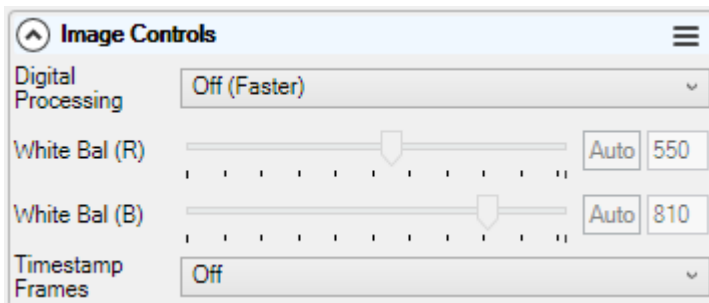 Image Controls
Digital
Processing
Off (Faster)
White Bal (R)
Auto
550
White Bal (B)
Auto
810
Timestamp
Frames
Off